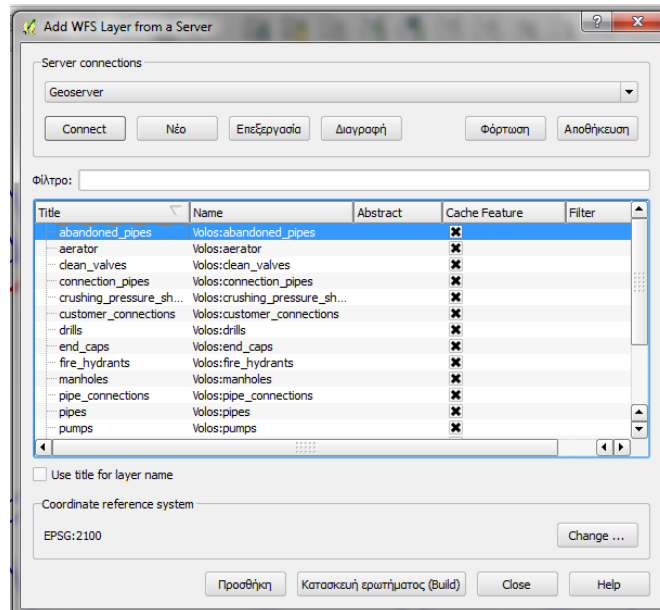 Add WFS Layer from a Server
Server connections
Geoserver
Connect Νέο Επεξεργασία Διαγραφή Φόρτωση Αποθήκευση
Φίλτρο:
Title Name Abstract Cache Feature Filter
abandoned_pipes Volos:abandoned_pipes
aerator Volos:aerator
clean_valves Volos:clean_valves
connection_pipes Volos:connection_pipes
crushing_pressure_sh... Volos:crushing_pressure_sh...
customer_connections Volos:customer_connections
drills Volos:drills
end_caps Volos:end_caps
fire_hydrants Volos:fire_hydrants
manholes Volos:manholes
pipe_connections Volos:pipe_connections
pipes Volos:pipes
pumps Volos:pumps
Use title for layer name
Coordinate reference system
EPSG:2100 Change ...
Προσθήκη Κατασκευή ερωτήματος (Build) Close Help